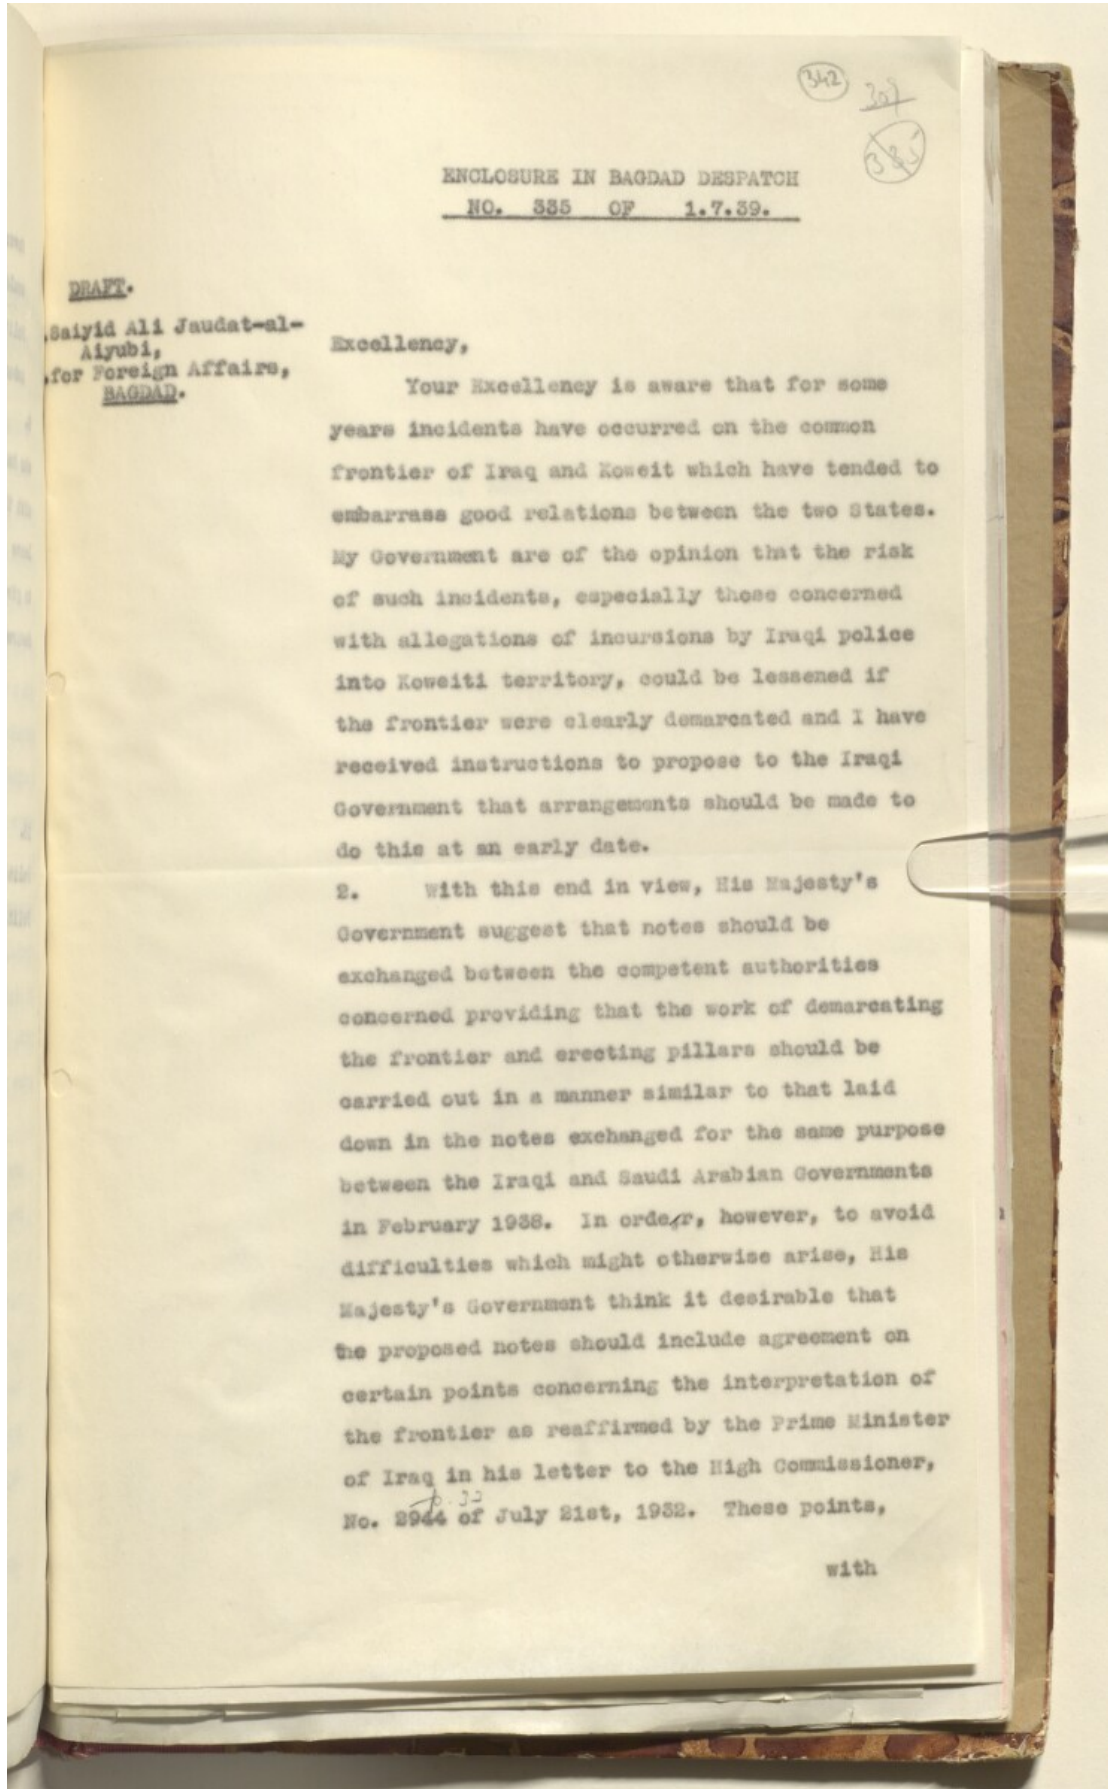 342
309
385
ENCLOSURE IN BAGDAD DESPATCH
NO. 335 OF 1.7.39.
DRAFT.
.Saiyid Ali Jaudat-al-
Aiyubi,
.for Foreign Affairs,
BAGDAD.
Excellency,
Your Excellency is aware that for some
years incidents have occurred on the common
frontier of Iraq and Koweit which have tended to
embarrass good relations between the two States.
My Government are of the opinion that the risk
of such incidents, especially those concerned
with allegations of incursions by Iraqi police
into Koweiti territory, could be lessened if
the frontier were clearly demarcated and I have
received instructions to propose to the Iraqi
Government that arrangements should be made to
do this at an early date.
2. With this end in view, His Majesty's
Government suggest that notes should be
exchanged between the competent authorities
concerned providing that the work of demarcating
the frontier and erecting pillars should be
carried out in a manner similar to that laid
down in the notes exchanged for the same purpose
between the Iraqi and Saudi Arabian Governments
in February 1938. In order, however, to avoid
difficulties which might otherwise arise, His
Majesty's Government think it desirable that
the proposed notes should include agreement on
certain points concerning the interpretation of
the frontier as reaffirmed by the Prime Minister
of Iraq in his letter to the High Commissioner,
p. 32
No. 2944 of July 21st, 1932. These points,
with